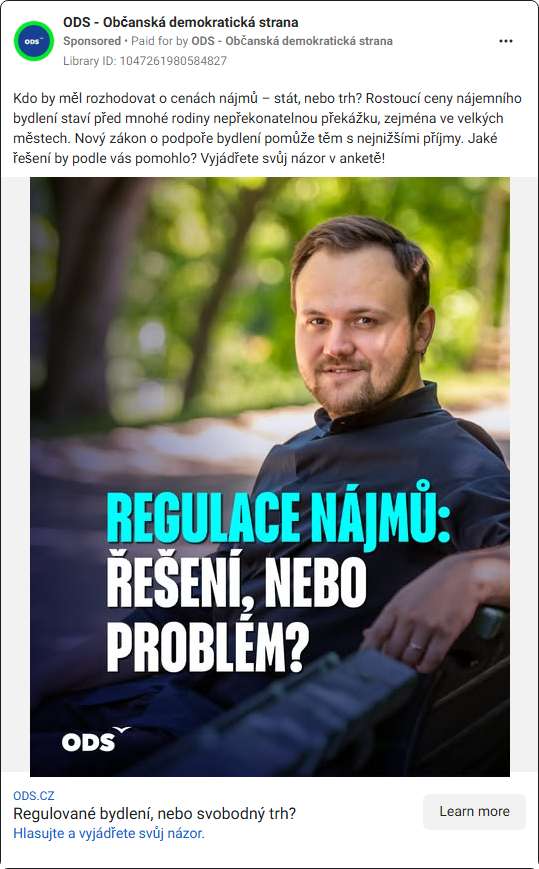 ODS - Občanská demokratická strana
Sponsored • Paid for by ODS - Občanská demokratická strana
Library ID: 1047261980584827
Kdo by měl rozhodovat o cenách nájmů – stát, nebo trh? Rostoucí ceny nájemního
bydlení staví před mnohé rodiny nepřekonatelnou překážku, zejména ve velkých
městech. Nový zákon o podpoře bydlení pomůže těm s nejnižšími příjmy. Jaké
řešení by podle vás pomohlo? Vyjádřete svůj názor v anketě!
REGULACE NÁJMŮ:
ŘEŠENÍ, NEBO
PROBLÉM?
ODS
ODS.CZ
Regulované bydlení, nebo svobodný trh?
Hlasujte a vyjádřete svůj názor.
Learn more